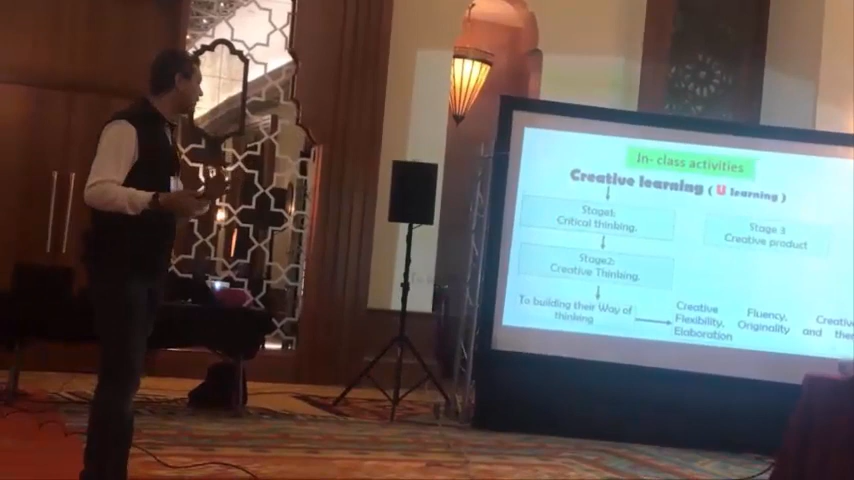 In- class activities
Creative learning ( U learning )
Stage1:
Critical thinking.
Stage 3
Creative product
Stage2:
Creative Thinking.
To building their Way of
thinking
Creative
Flexibility,
Elaboration
Fluency,
Originality
and